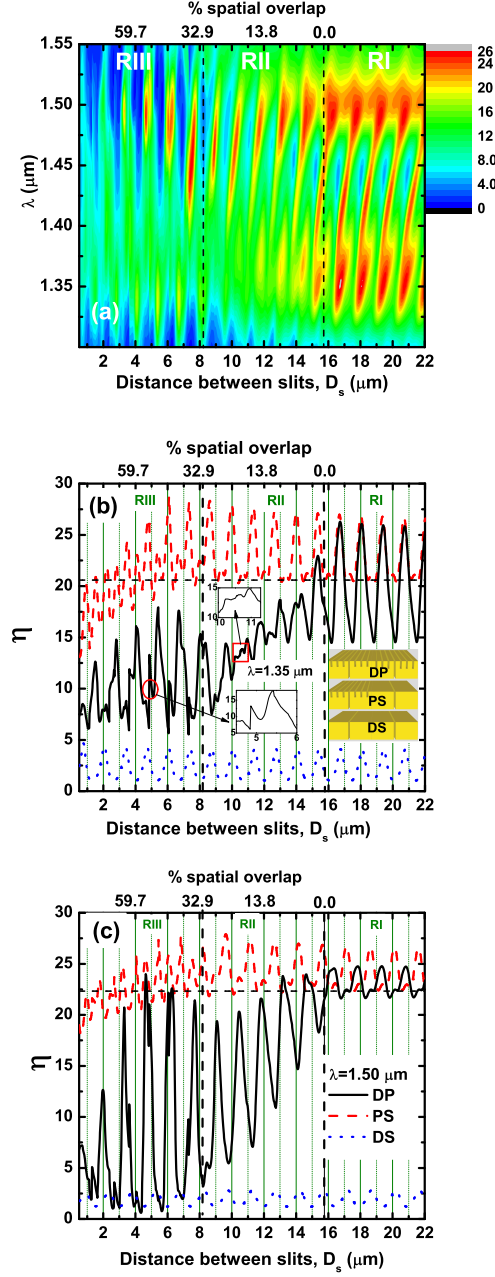 % spatial overlap
59.7 32.9 13.8 0.0
RIII RII RI
1.55
1.50
1.45
1.40
1.35
λ (μm)
(a)
26
24
20
16
12
8.0
4.0
0
2 4 6 8 10 12 14 16 18 20 22
Distance between slits, Ds (μm)
% spatial overlap
59.7 32.9 13.8 0.0
30
25
20
15
10
5
0
η
(b)
RIII RII RI
15
10
10 11
λ=1.35 μm
15
10
5
5 6
DP
PS
DS
2 4 6 8 10 12 14 16 18 20 22
Distance between slits, Ds (μm)
% spatial overlap
59.7 32.9 13.8 0.0
30
25
20
15
10
5
0
η
(c)
RIII RII RI
λ=1.50 μm
DP
PS
DS
2 4 6 8 10 12 14 16 18 20 22
Distance between slits, Ds (μm)